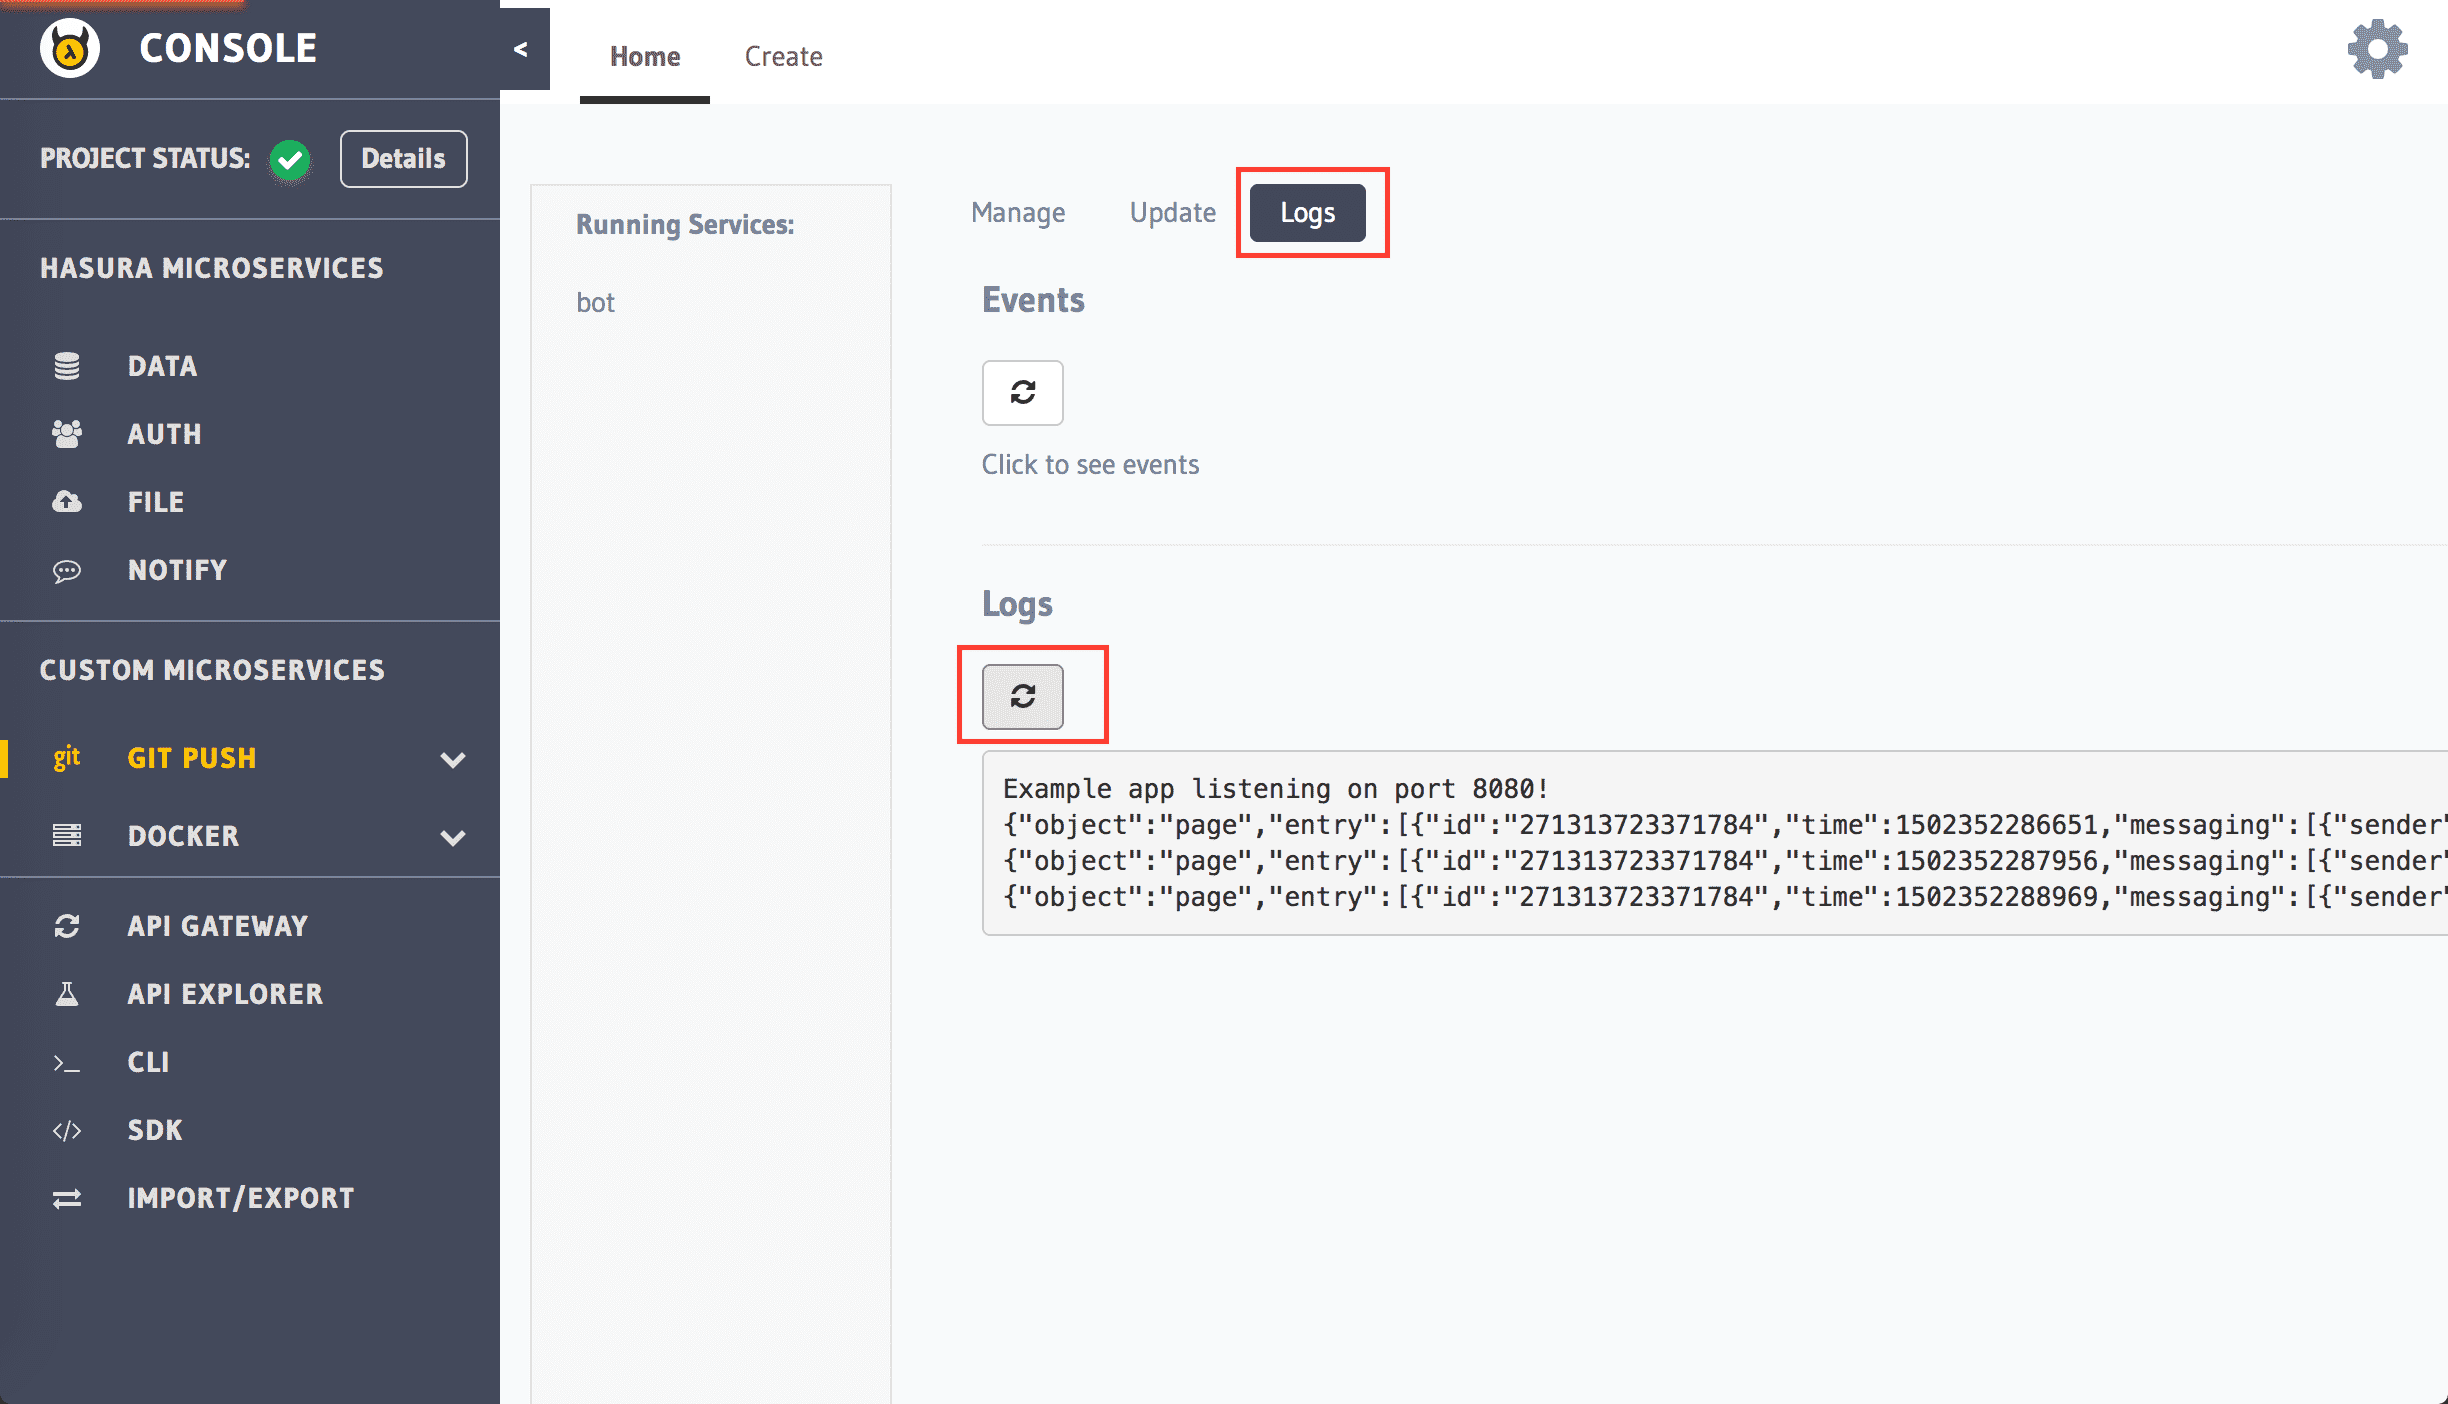 CONSOLE
<
Home
Create
PROJECT STATUS:
Details
HASURA MICROSERVICES
DATA
AUTH
FILE
NOTIFY
CUSTOM MICROSERVICES
git
GIT PUSH
DOCKER
API GATEWAY
API EXPLORER
CLI
SDK
IMPORT/EXPORT
Running Services:
bot
Manage
Update
Logs
Events
Click to see events
Logs
Example app listening on port 8080!
{"object":"page","entry":[{"id":"271313723371784","time":1502352286651,"messaging":[{"sender"
{"object":"page","entry":[{"id":"271313723371784","time":1502352287956,"messaging":[{"sender"
{"object":"page","entry":[{"id":"271313723371784","time":1502352288969,"messaging":[{"sender"